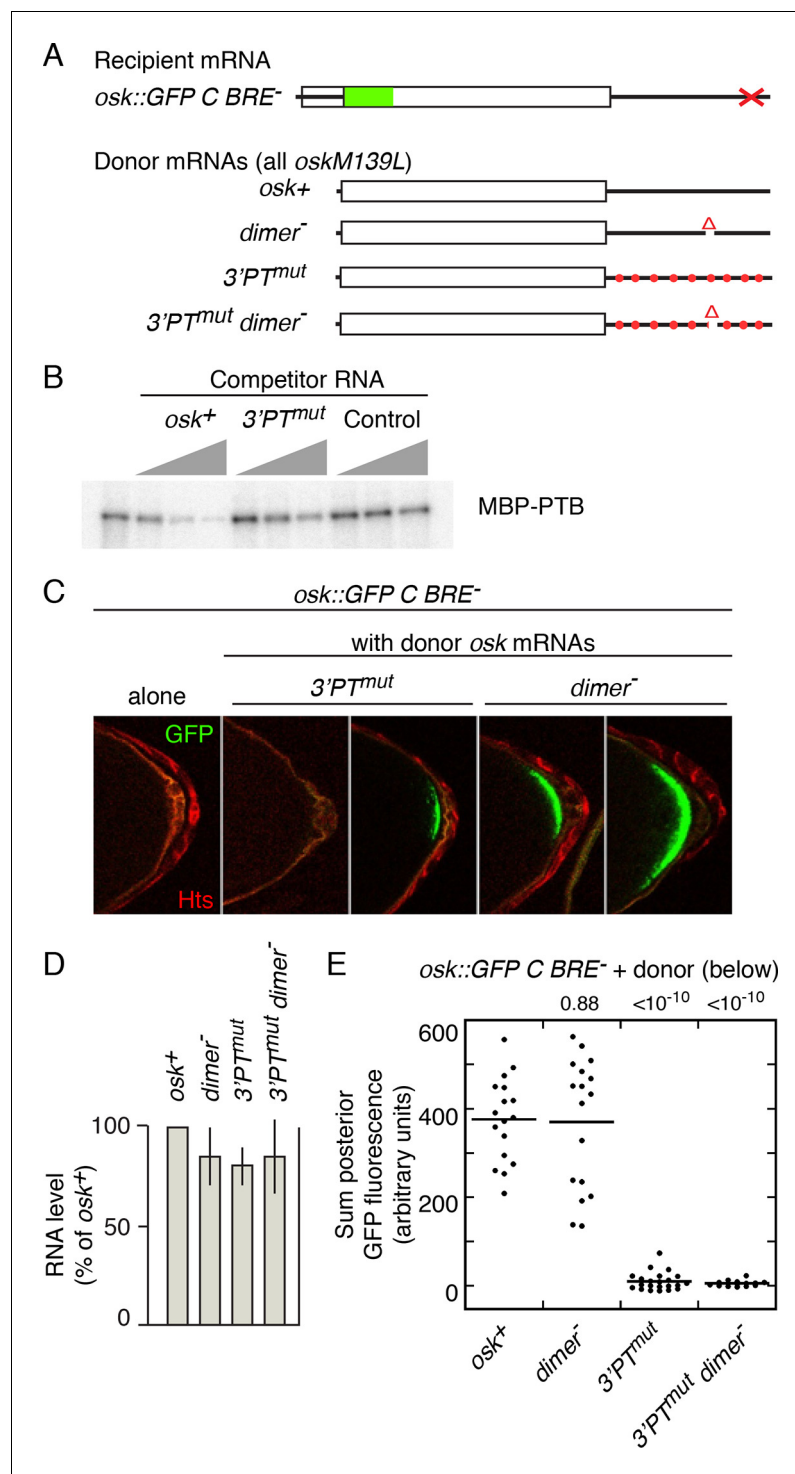 A
Recipient mRNA
osk::GFP C BRE-
Donor mRNAs (all oskM139L)
osk+
dimer-
Δ
3'PTmut
3'PTmut dimer-
Δ
B
Competitor RNA
osk+ 3'PTmut Control
MBP-PTB
C
osk::GFP C BRE-
with donor osk mRNAs
alone 3'PTmut dimer-
GFP
Hts
D
osk+
dimer-
3'PTmut
3'PTmut dimer-
RNA level
(% of osk+)
100
50
0
E
osk::GFP C BRE- + donor (below)
0.88 <10-10 <10-10
Sum posterior
GFP fluorescence
(arbitrary units)
600
400
200
0
osk+
dimer-
3'PTmut
3'PTmut dimer-